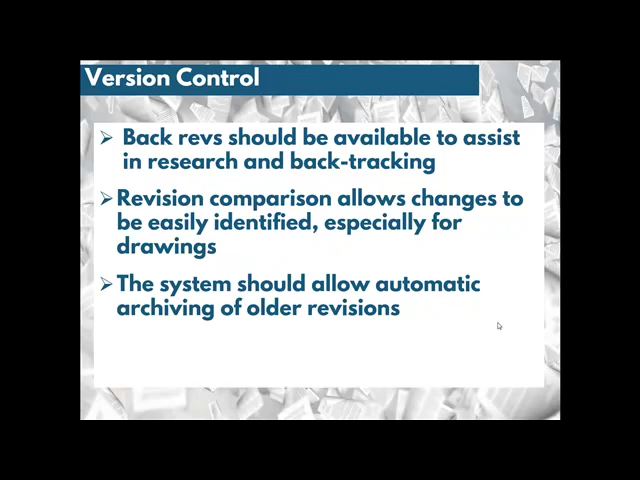 Version Control
➢ Back revs should be available to assist
in research and back-tracking
➢ Revision comparison allows changes to
be easily identified, especially for
drawings
➢ The system should allow automatic
archiving of older revisions